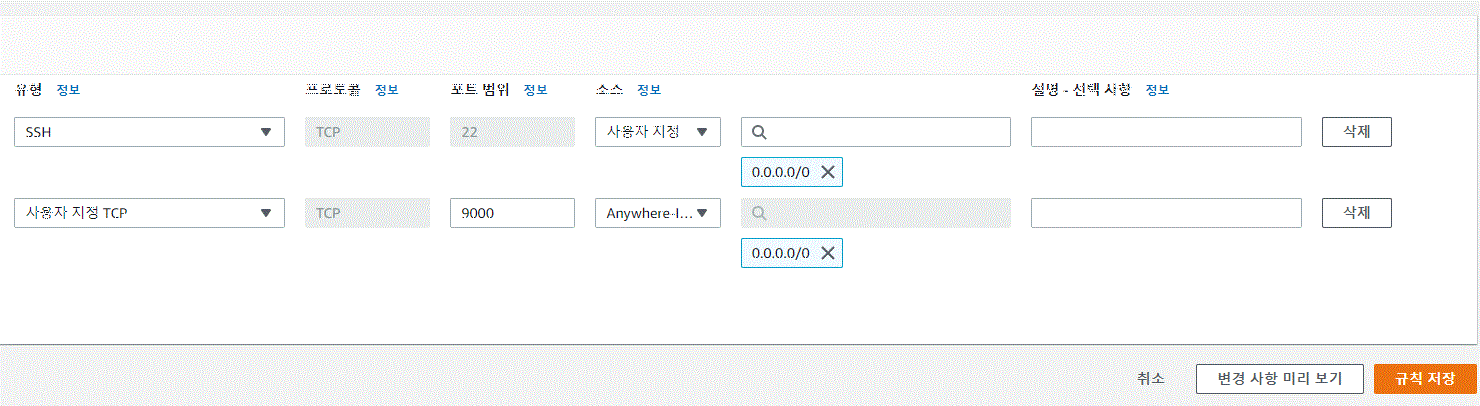 유형 정보 프로토콜 정보 포트 범위 정보 소스 정보 설명 - 선택 사항 정보
SSH TCP 22 사용자 지정 삭제
0.0.0.0/0
사용자 지정 TCP TCP 9000 Anywhere-I... 삭제
0.0.0.0/0
취소 변경 사항 미리 보기 규칙 저장